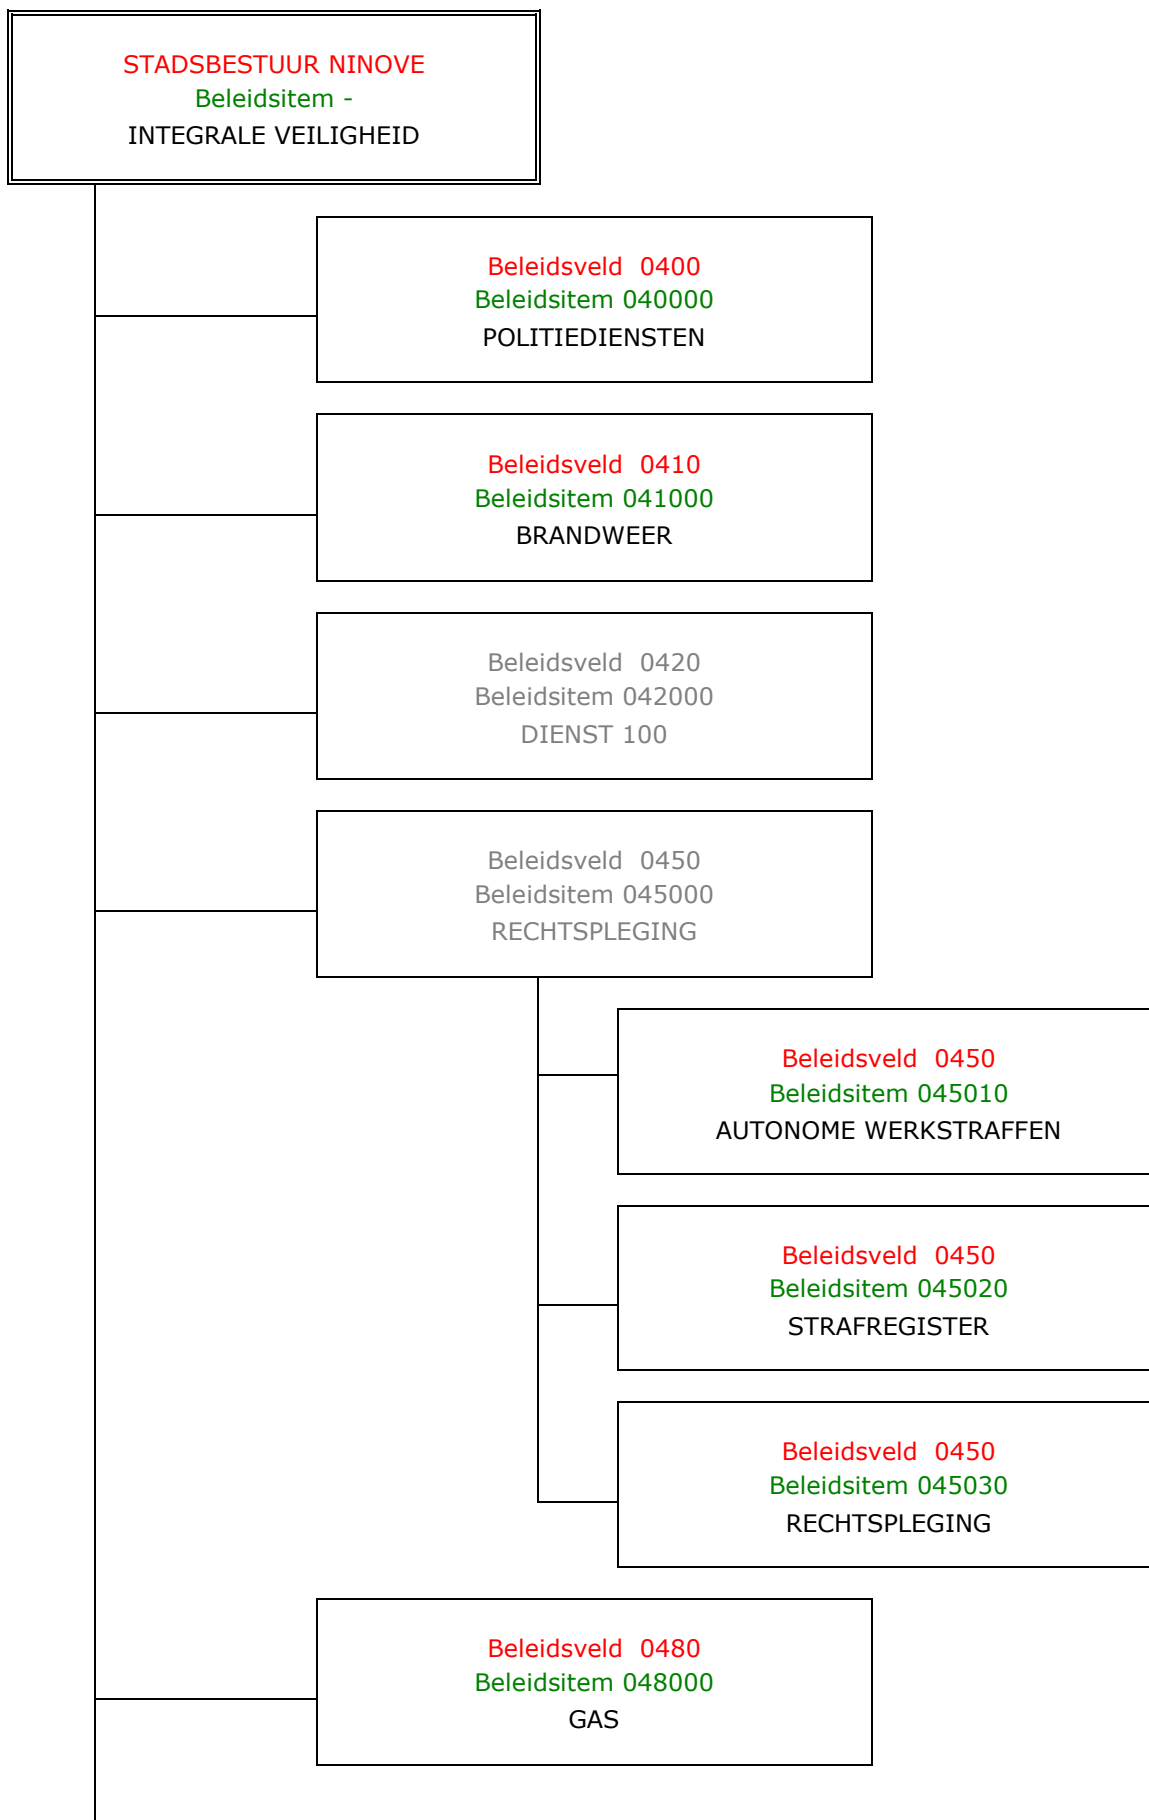 STADSBESTUUR NINOVE
Beleidsitem -
INTEGRALE VEILIGHEID
Beleidsveld  0400
Beleidsitem 040000
POLITIEDIENSTEN
Beleidsveld  0410
Beleidsitem 041000
BRANDWEER
Beleidsveld  0420
Beleidsitem 042000
DIENST 100
Beleidsveld  0450
Beleidsitem 045000
RECHTSPLEGING
Beleidsveld  0450
Beleidsitem 045010
AUTONOME WERKSTRAFFEN
Beleidsveld  0450
Beleidsitem 045020
STRAFREGISTER
Beleidsveld  0450
Beleidsitem 045030
RECHTSPLEGING
Beleidsveld  0480
Beleidsitem 048000
GAS